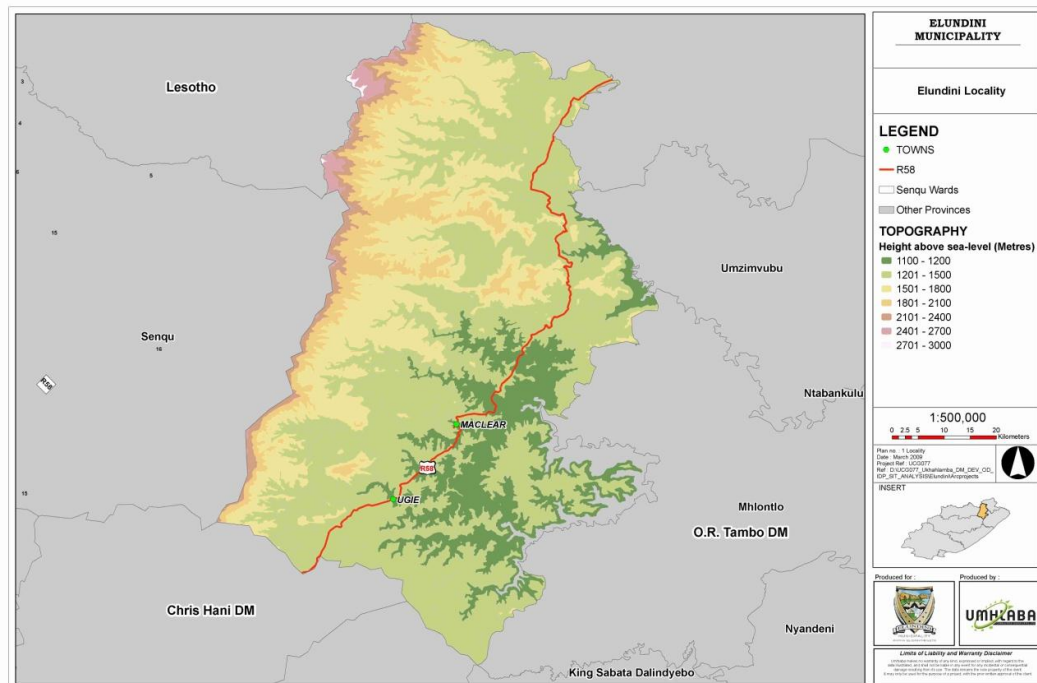 ELUNDINI
MUNICIPALITY
Elundini Locality
LEGEND
TOWNS
R58
Senqu Wards
Other Provinces
TOPOGRAPHY
Height above sea-level (Metres)
1100 - 1200
1201 - 1500
1501 - 1800
1801 - 2100
2101 - 2400
2401 - 2700
2701 - 3000
1:500,000
0 2.5 5 10 15 20
Kilometers
Plan no. : 1 Locality
Date : March 2009
Project Ref : UCG077
INSERT
Produced for :
Produced by :
MUNICIPALITY
UMHLABA
Limits of Liability and Warranty Disclaimer
Lesotho
3
4
5
15
Umzimvubu
Senqu
16
Ntabankulu
MACLEAR
R58
15
UGIE
Mhlontlo
O.R. Tambo DM
Chris Hani DM
Nyandeni
King Sabata Dalindyebo